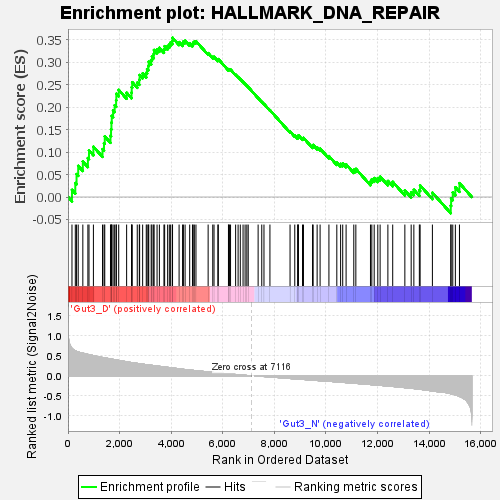 Enrichment plot: HALLMARK_DNA_REPAIR
Enrichment score (ES)
0.35
0.30
0.25
0.20
0.15
0.10
0.05
0.00
-0.05
'Gut3_D' (positively correlated)
Ranked list metric (Signal2Noise)
1.5
1.0
0.5
0.0
-0.5
-1.0
Zero cross at 7116
'Gut3_N' (negatively correlated)
0
2,000
4,000
6,000
8,000
10,000
12,000
14,000
16,000
Rank in Ordered Dataset
Enrichment profile
Hits
Ranking metric scores